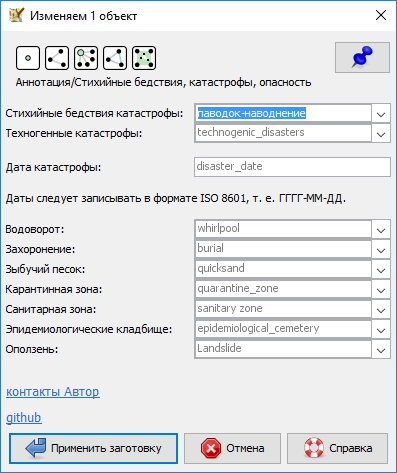 Изменяем 1 объект
Аннотация/Стихийные бедствия, катастрофы, опасность
Стихийные бедствия катастрофы: паводок-наводнение
Техногенные катастрофы: technogenic_disasters
Дата катастрофы: disaster_date
Даты следует записывать в формате ISO 8601, т. е. ГГГГ-ММ-ДД.
Водоворот: whirlpool
Захоронение: burial
Зыбучий песок: quicksand
Карантинная зона: quarantine_zone
Санитарная зона: sanitary zone
Эпидемиологические кладбище: epidemiological_cemetery
Оползень: Landslide
контакты Автор
github
Применить заготовку Отмена Справка